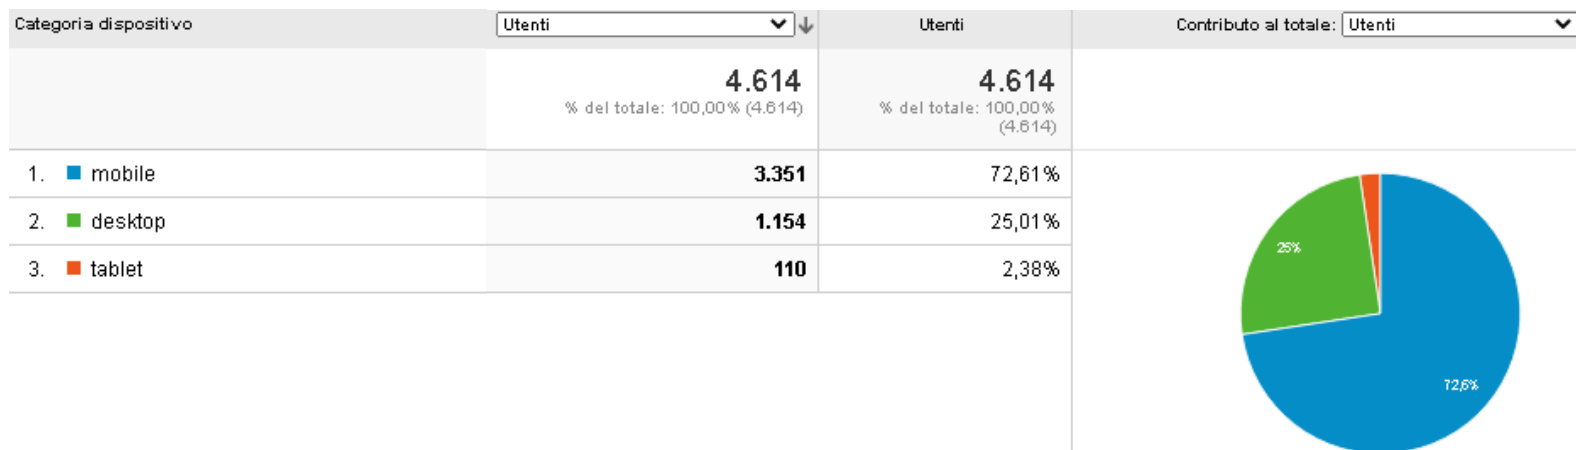 Categoria dispositivo Utenti Utenti Contributo al totale: Utenti
4.614 4.614
% del totale: 100,00% (4.614) % del totale: 100,00%
(4.614)
1. mobile 3.351 72,61%
2. desktop 1.154 25,01%
3. tablet 110 2,38%
25%
72,6%